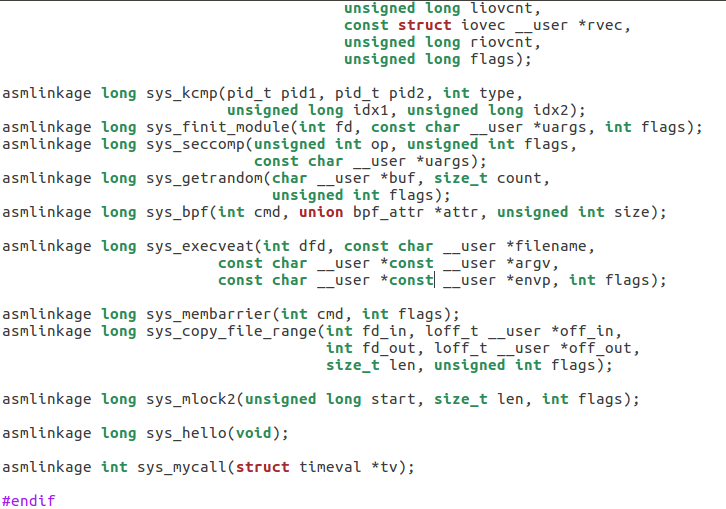 unsigned long liovcnt,
const struct iovec __user *rvec,
unsigned long riovcnt,
unsigned long flags);
asmlinkage long sys_kcmp(pid_t pid1, pid_t pid2, int type,
unsigned long idx1, unsigned long idx2);
asmlinkage long sys_finit_module(int fd, const char __user *uargs, int flags);
asmlinkage long sys_seccomp(unsigned int op, unsigned int flags,
const char __user *uargs);
asmlinkage long sys_getrandom(char __user *buf, size_t count,
unsigned int flags);
asmlinkage long sys_bpf(int cmd, union bpf_attr *attr, unsigned int size);
asmlinkage long sys_execveat(int dfd, const char __user *filename,
const char __user *const __user *argv,
const char __user *const __user *envp, int flags);
asmlinkage long sys_membarrier(int cmd, int flags);
asmlinkage long sys_copy_file_range(int fd_in, loff_t __user *off_in,
int fd_out, loff_t __user *off_out,
size_t len, unsigned int flags);
asmlinkage long sys_mlock2(unsigned long start, size_t len, int flags);
asmlinkage long sys_hello(void);
asmlinkage int sys_mycall(struct timeval *tv);
#endif